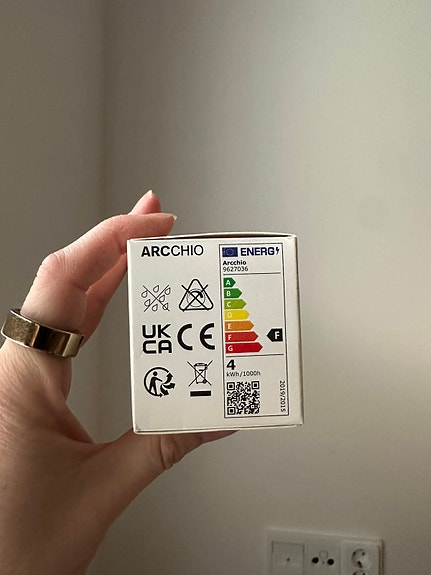 ARCCHIO
ENERG
Arcchio
9627036
A
B
C
D
E
F
G
F
UK
CA
CE
4
kWh/1000h
2019/2015